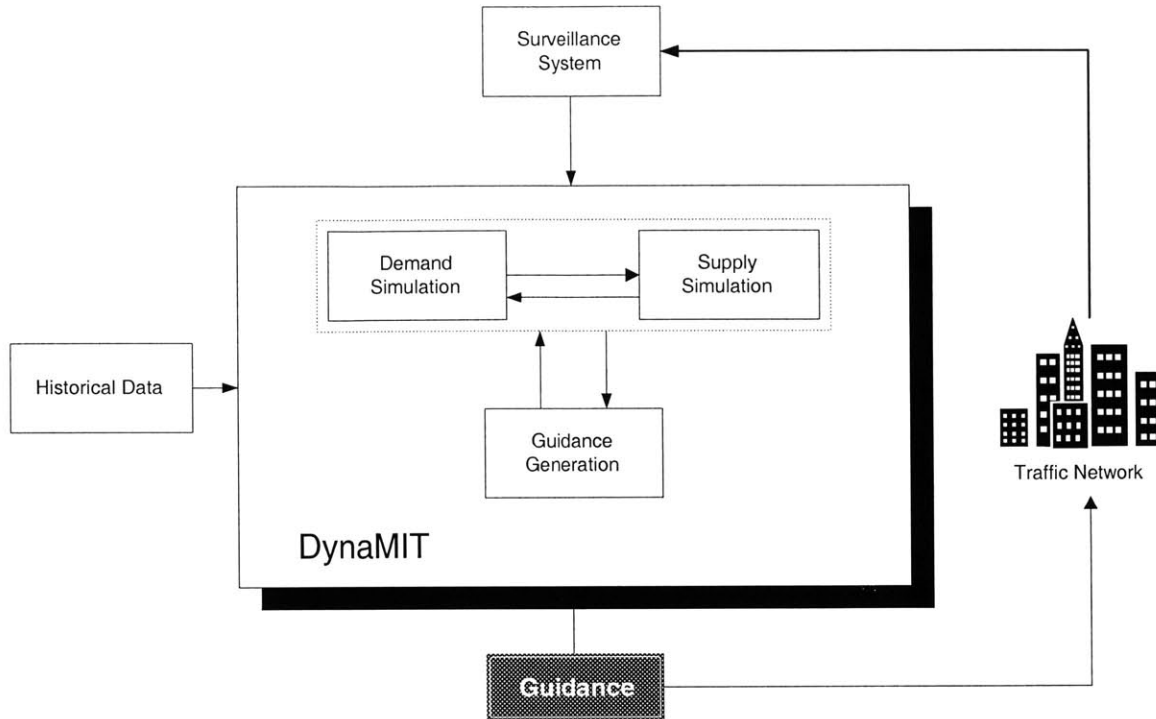 Surveillance
System
Demand
Simulation
Supply
Simulation
Historical Data
Guidance
Generation
Traffic Network
DynaMIT
Guidance